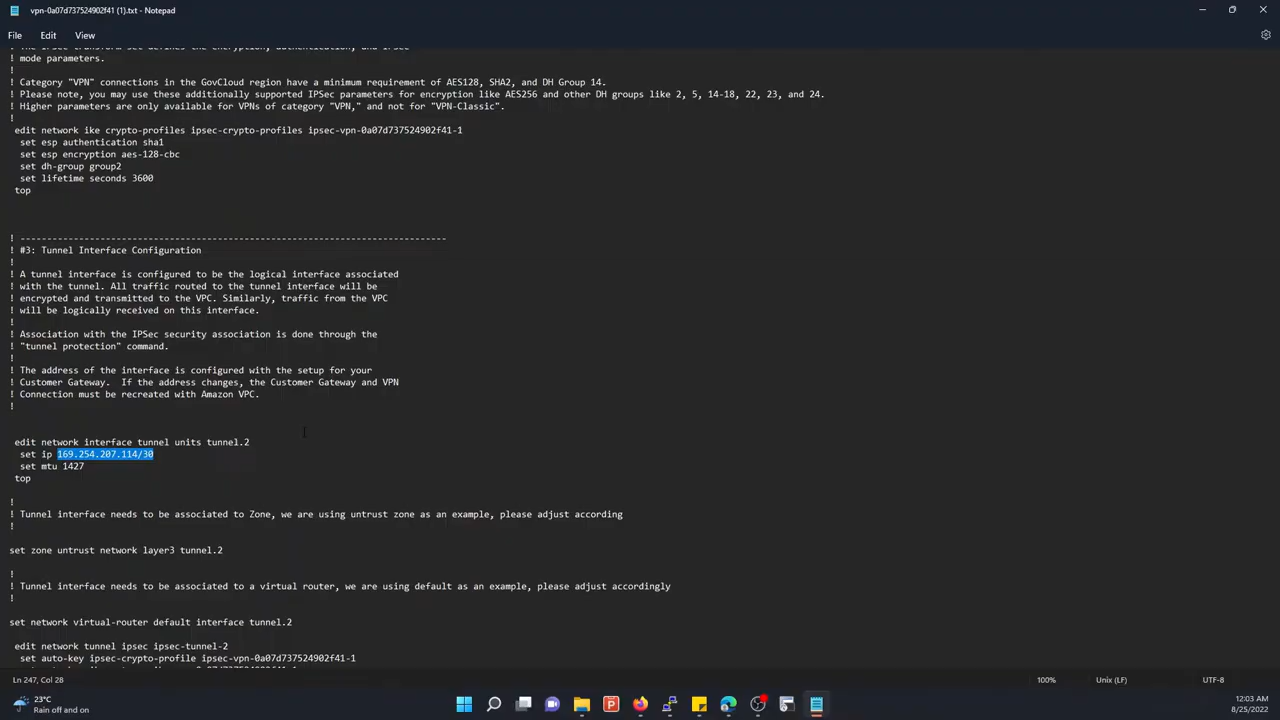 vpn-0a07d737524902f41 (1).txt - Notepad
File Edit View
! The IPSec transform set defines the encryption, authentication, and IPSec
! mode parameters.
!
! Category "VPN" connections in the GovCloud region have a minimum requirement of AES128, SHA2, and DH Group 14.
! Please note, you may use these additionally supported IPSec parameters for encryption like AES256 and other DH groups like 2, 5, 14-18, 22, 23, and 24.
! Higher parameters are only available for VPNs of category "VPN," and not for "VPN-Classic".
!
edit network ike crypto-profiles ipsec-crypto-profiles ipsec-vpn-0a07d737524902f41-1
set esp authentication sha1
set esp encryption aes-128-cbc
set dh-group group2
set lifetime seconds 3600
top
! --------------------------------------------------------------------------------
! #3: Tunnel Interface Configuration
!
! A tunnel interface is configured to be the logical interface associated
! with the tunnel. All traffic routed to the tunnel interface will be
! encrypted and transmitted to the VPC. Similarly, traffic from the VPC
! will be logically received on this interface.
!
! Association with the IPSec security association is done through the
! "tunnel protection" command.
!
! The address of the interface is configured with the setup for your
! Customer Gateway.  If the address changes, the Customer Gateway and VPN
! Connection must be recreated with Amazon VPC.
!
edit network interface tunnel units tunnel.2
set ip 169.254.207.114/30
set mtu 1427
top
!
! Tunnel interface needs to be associated to Zone, we are using untrust zone as an example, please adjust according
!
set zone untrust network layer3 tunnel.2
!
! Tunnel interface needs to be associated to a virtual router, we are using default as an example, please adjust accordingly
!
set network virtual-router default interface tunnel.2
edit network tunnel ipsec ipsec-tunnel-2
set auto-key ipsec-crypto-profile ipsec-vpn-0a07d737524902f41-1
Ln 247, Col 28
100%
Unix (LF)
UTF-8
23°C
Rain off and on
12:03 AM
8/25/2022